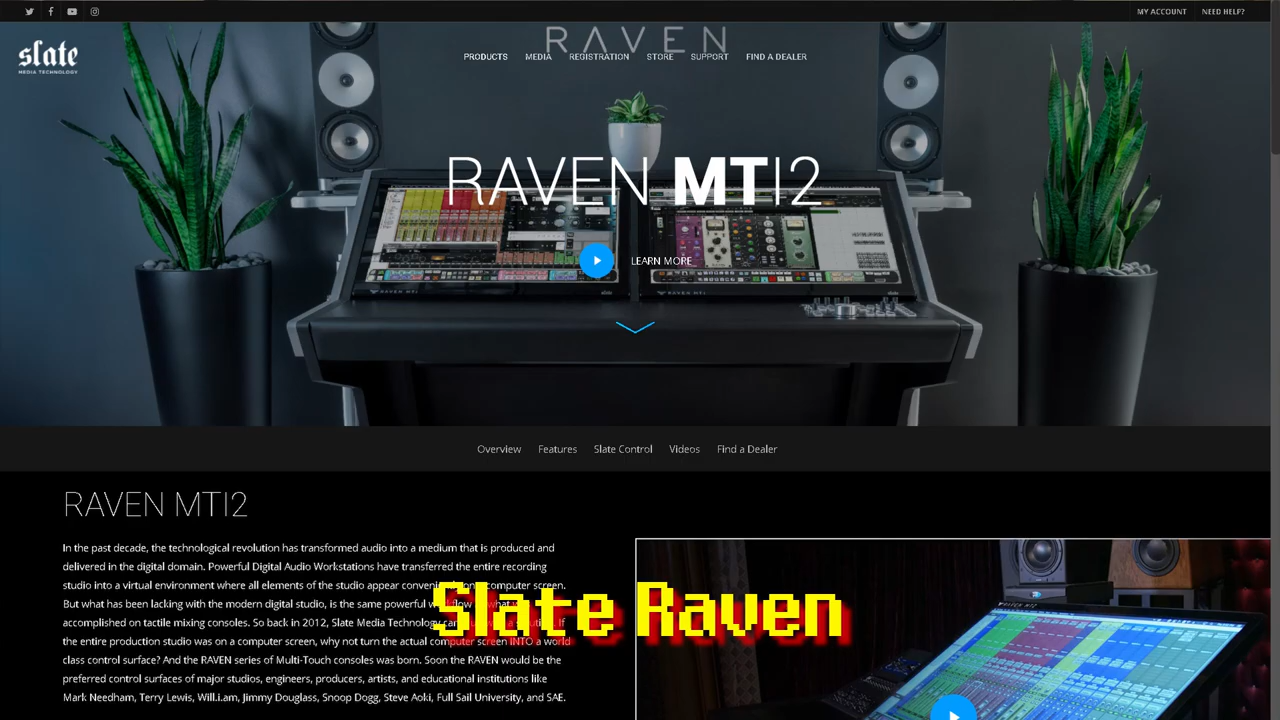 MY ACCOUNT
NEED HELP?
slate
MEDIA TECHNOLOGY
RAVEN
PRODUCTS
MEDIA
REGISTRATION
STORE
SUPPORT
FIND A DEALER
RAVEN MTI2
LEARN MORE
RAVEN MTI
RAVEN MTI
Overview
Features
Slate Control
Videos
Find a Dealer
RAVEN MTI2
In the past decade, the technological revolution has transformed audio into a medium that is produced and
delivered in the digital domain. Powerful Digital Audio Workstations have transferred the entire recording
studio into a virtual environment where all elements of the studio appear computer screen.
But what has been lacking with the modern digital studio, is the same powerful
accomplished on tactile mixing consoles. So back in 2012, Slate Media Technology If
the entire production studio was on a computer screen, why not turn the actual computer screen INTO a world
class control surface? And the RAVEN series of Multi-Touch consoles was born. Soon the RAVEN would be the
preferred control surfaces of major studios, engineers, producers, artists, and educational institutions like
Mark Needham, Terry Lewis, Will.i.am, Jimmy Douglass, Snoop Dogg, Steve Aoki, Full Sail University, and SAE.
Slate Raven